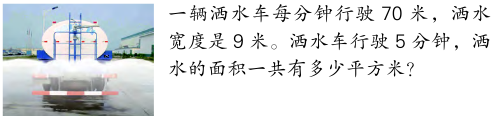 一辆洒水车每分钟行驶 70 米，洒水
宽度是 9 米。洒水车行驶 5 分钟，洒
水的面积一共有多少平方米？